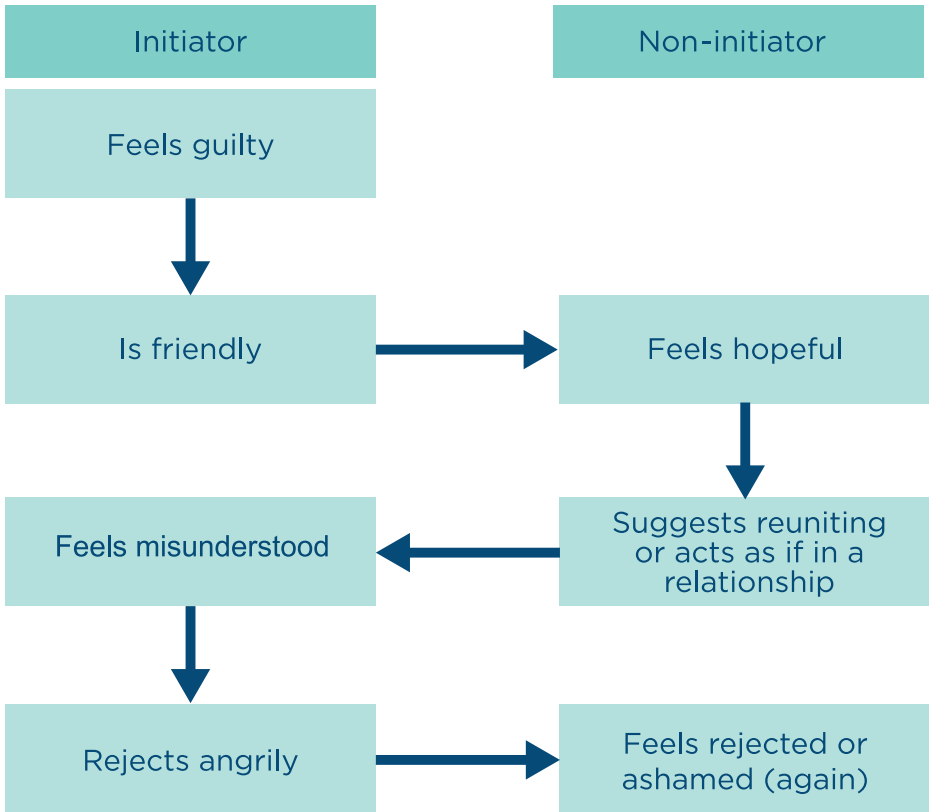 Initiator
Non-initiator
Feels guilty
Is friendly
Feels hopeful
Feels misunderstood
Suggests reuniting
or acts as if in a
relationship
Rejects angrily
Feels rejected or
ashamed (again)